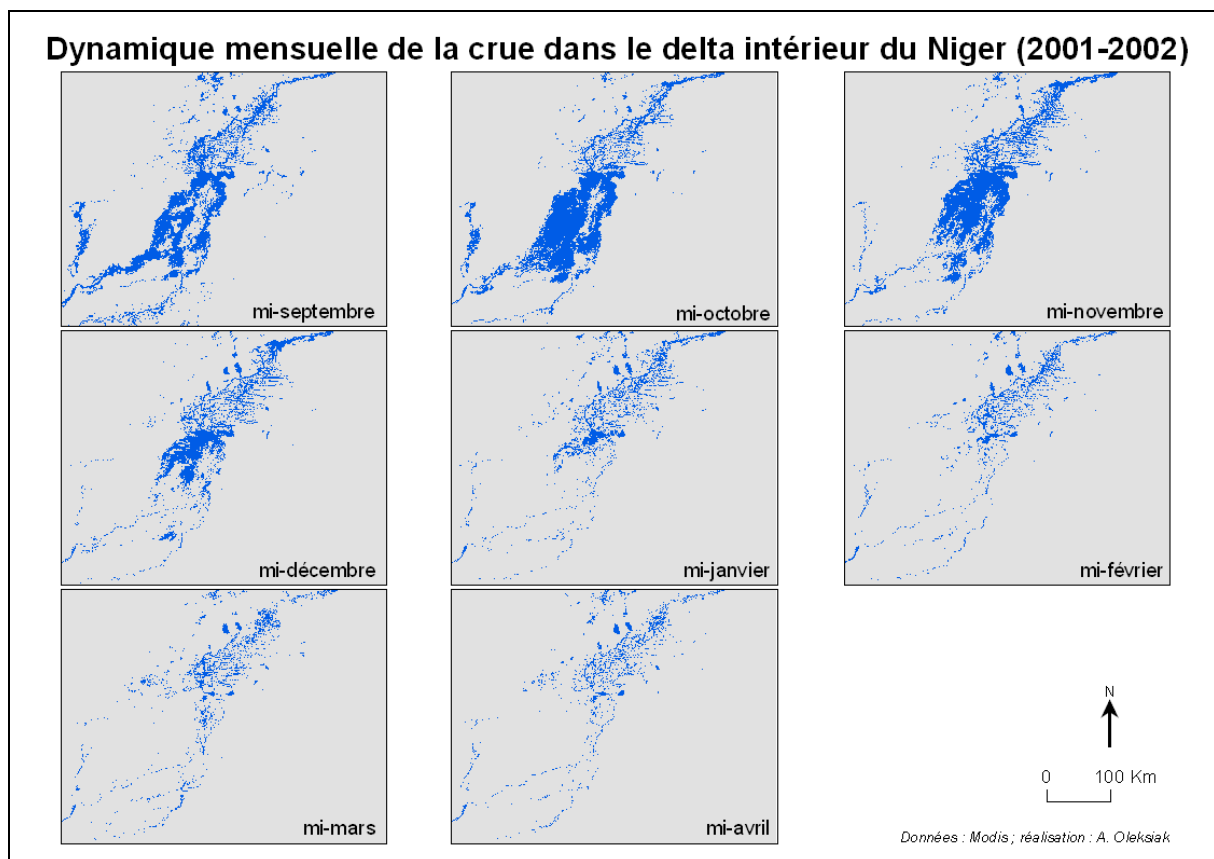 Dynamique mensuelle de la crue dans le delta intérieur du Niger (2001-2002)
mi-septembre
mi-octobre
mi-novembre
mi-décembre
mi-janvier
mi-février
mi-mars
mi-avril
N
0 100 Km
Données : Modis ; réalisation : A. Oleksiak